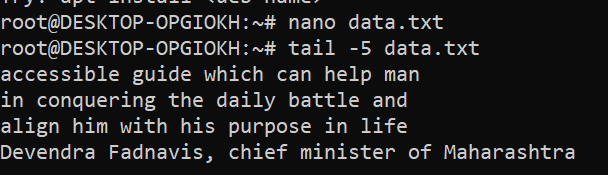 Try: apt install <deb name>
root@DESKTOP-OPGIOKH:~# nano data.txt
root@DESKTOP-OPGIOKH:~# tail -5 data.txt
accessible guide which can help man
in conquering the daily battle and
align him with his purpose in life
Devendra Fadnavis, chief minister of Maharashtra